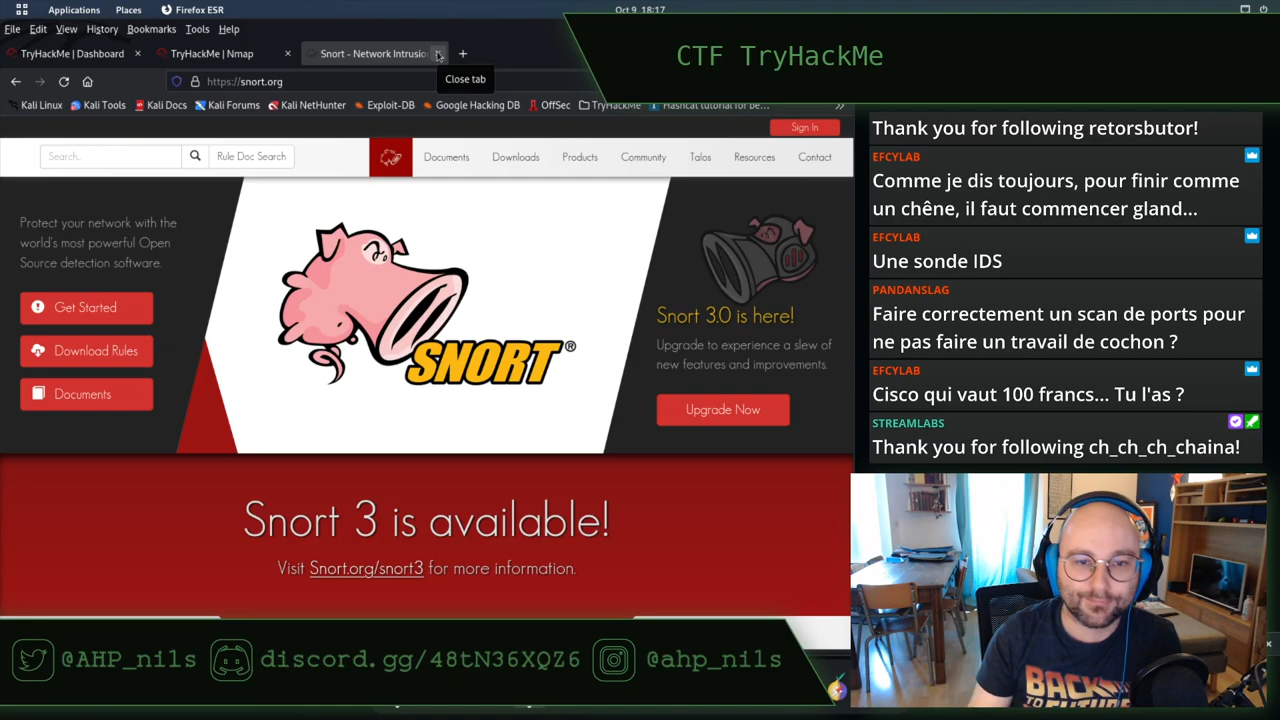 Applications Places Firefox ESR Oct 9 18:17
File Edit View History Bookmarks Tools Help
TryHackMe | Dashboard TryHackMe | Nmap Snort - Network Intrusio
CTF TryHackMe
https://snort.org
Close tab
Kali Linux Kali Tools Kali Docs Kali Forums Kali NetHunter Exploit-DB Google Hacking DB OffSec TryHackMe Hashcat tutorial for be...
Sign In
Search... Rule Doc Search Documents Downloads Products Community Talos Resources Contact
Protect your network with the
world's most powerful Open
Source detection software.
Get Started
Download Rules
Documents
SNORT®
Snort 3.0 is here!
Upgrade to experience a slew of
new features and improvements.
Upgrade Now
Snort 3 is available!
Visit Snort.org/snort3 for more information.
Thank you for following retorsbutor!
EFCYLAB
Comme je dis toujours, pour finir comme
un chêne, il faut commencer gland...
EFCYLAB
Une sonde IDS
PANDANSLAG
Faire correctement un scan de ports pour
ne pas faire un travail de cochon ?
EFCYLAB
Cisco qui vaut 100 francs... Tu l'as ?
STREAMLABS
Thank you for following ch_ch_ch_chaina!
BACK
TO FUTURE
@AHP_nils discord.gg/48tN36XQZ6 @ahp_nils